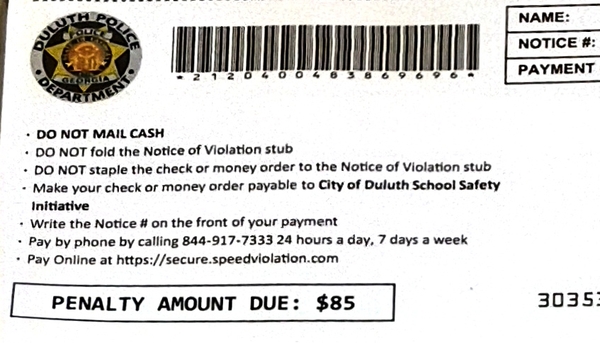 DULUTH POLICE
POLICE
GEORGIA
DEPARTMENT
*2120400483869696*
NAME:
NOTICE #:
PAYMENT
· DO NOT MAIL CASH
· DO NOT fold the Notice of Violation stub
· DO NOT staple the check or money order to the Notice of Violation stub
· Make your check or money order payable to City of Duluth School Safety
Initiative
· Write the Notice # on the front of your payment
· Pay by phone by calling 844-917-7333 24 hours a day, 7 days a week
· Pay Online at https://secure.speedviolation.com
PENALTY AMOUNT DUE: $85
30353